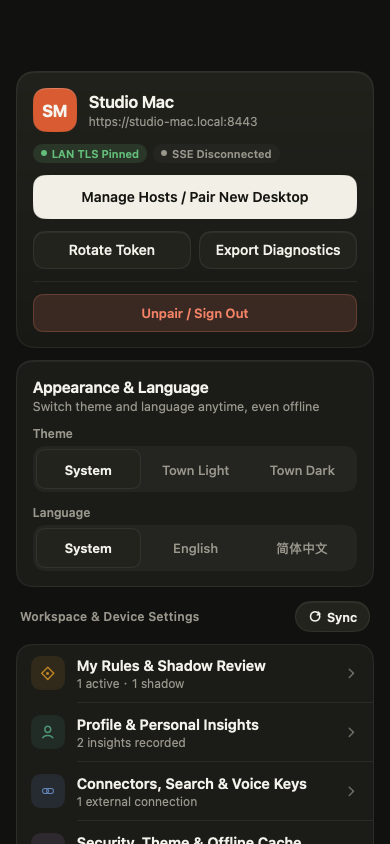 SM
Studio Mac
https://studio-mac.local:8443
LAN TLS Pinned
SSE Disconnected
Manage Hosts / Pair New Desktop
Rotate Token
Export Diagnostics
Unpair / Sign Out
Appearance & Language
Switch theme and language anytime, even offline
Theme
System
Town Light
Town Dark
Language
System
English
简体中文
Workspace & Device Settings
Sync
My Rules & Shadow Review
1 active · 1 shadow
Profile & Personal Insights
2 insights recorded
Connectors, Search & Voice Keys
1 external connection
Security, Theme & Offline Cache